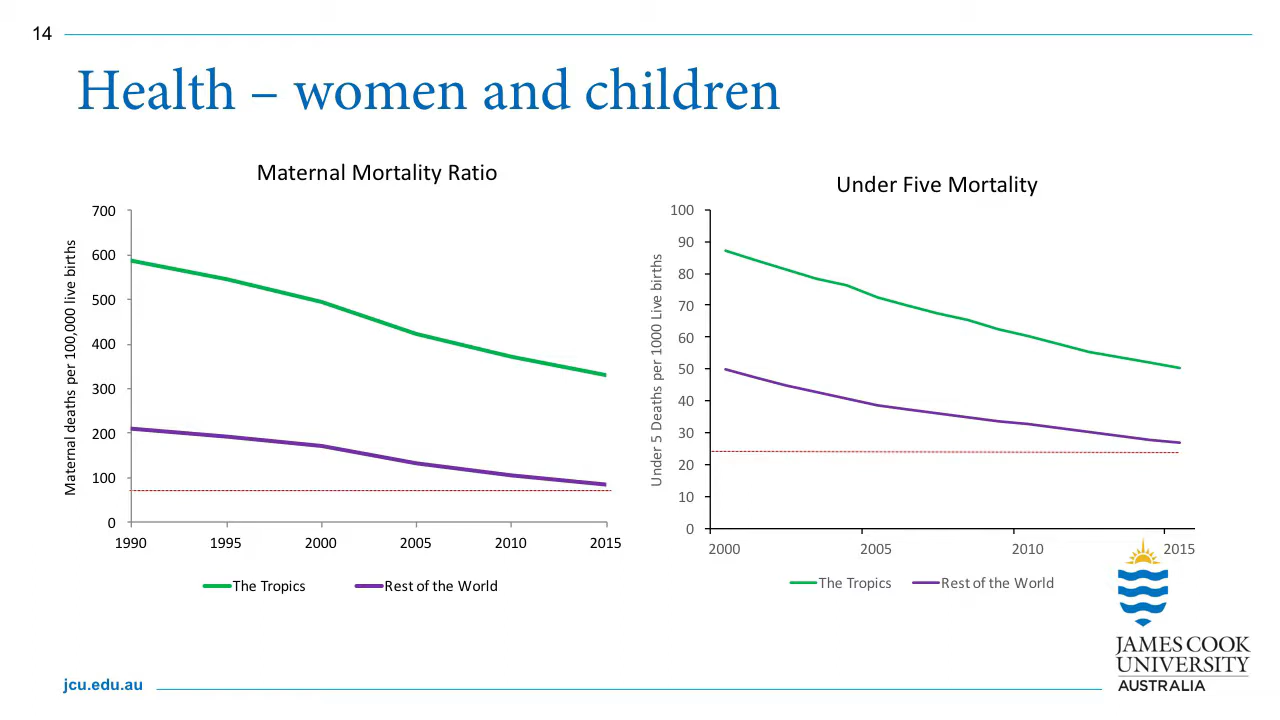 14
Health – women and children
Maternal Mortality Ratio
Maternal deaths per 100,000 live births
700
600
500
400
300
200
100
0
1990 1995 2000 2005 2010 2015
The Tropics Rest of the World
Under Five Mortality
Under 5 Deaths per 1000 Live births
100
90
80
70
60
50
40
30
20
10
0
2000 2005 2010 2015
The Tropics Rest of the World
JAMES COOK
UNIVERSITY
AUSTRALIA
jcu.edu.au